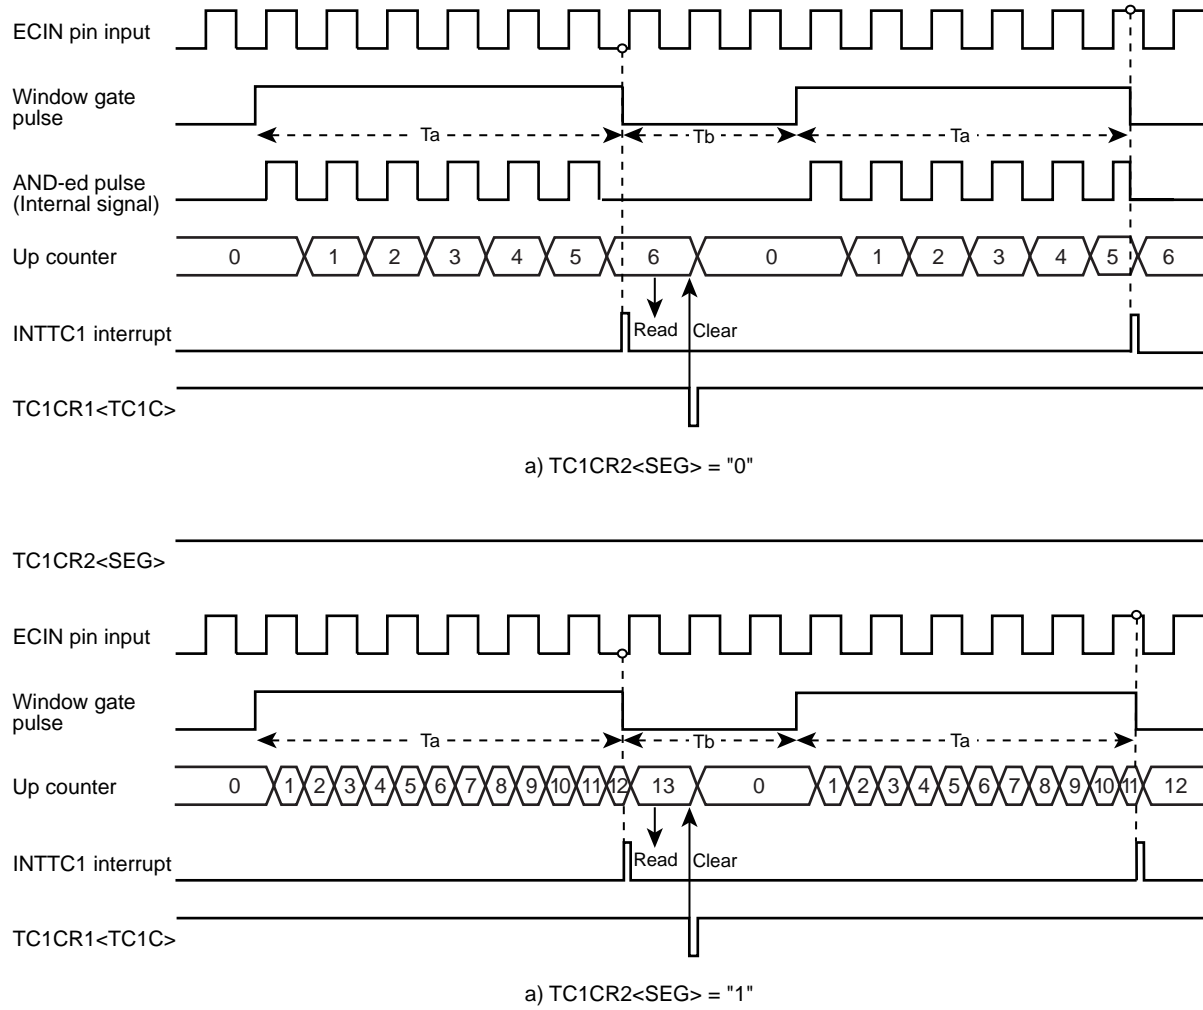 ECIN pin input
Window gate
pulse
Ta Tb Ta
AND-ed pulse
(Internal signal)
Up counter 0 1 2 3 4 5 6 0 1 2 3 4 5 6
INTTC1 interrupt Read Clear
TC1CR1<TC1C>
a) TC1CR2<SEG> = "0"
TC1CR2<SEG>
ECIN pin input
Window gate
pulse
Ta Tb Ta
Up counter 0 1 2 3 4 5 6 7 8 9 10 11 12 13 0 1 2 3 4 5 6 7 8 9 10 11 12
INTTC1 interrupt Read Clear
TC1CR1<TC1C>
a) TC1CR2<SEG> = "1"